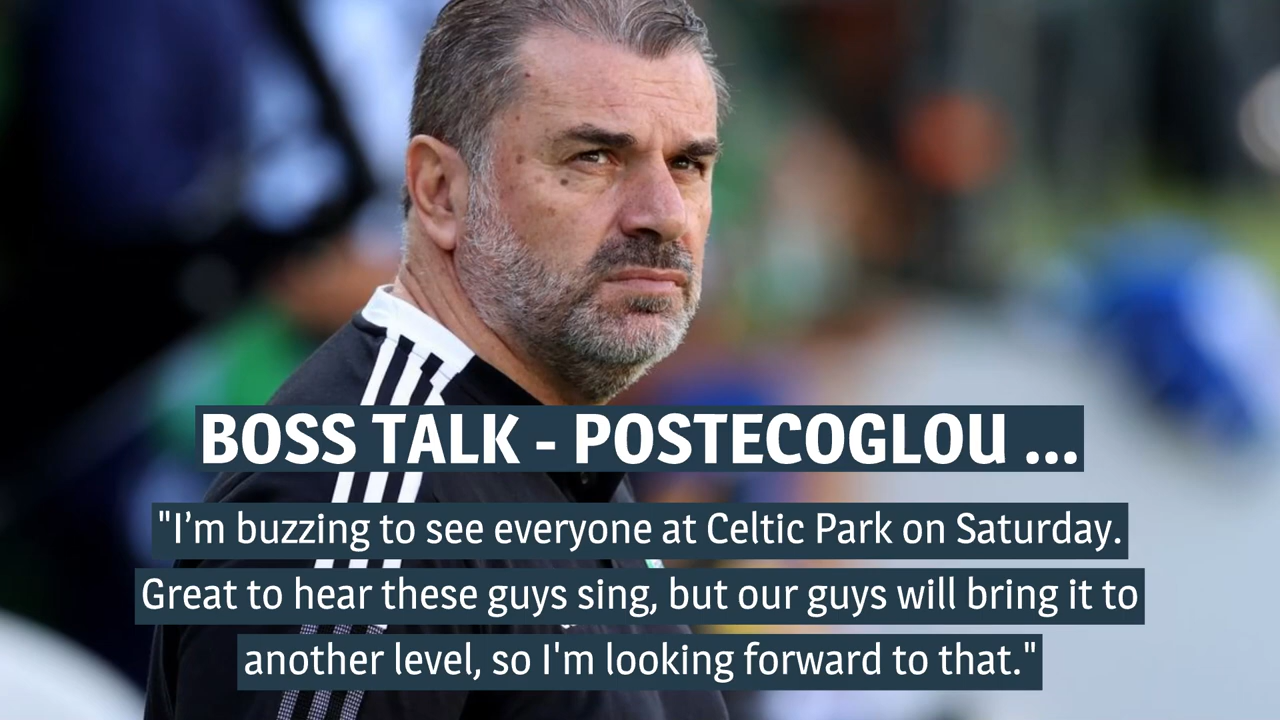 BOSS TALK - POSTECOGLOU ...
"I’m buzzing to see everyone at Celtic Park on Saturday.
Great to hear these guys sing, but our guys will bring it to
another level, so I'm looking forward to that."